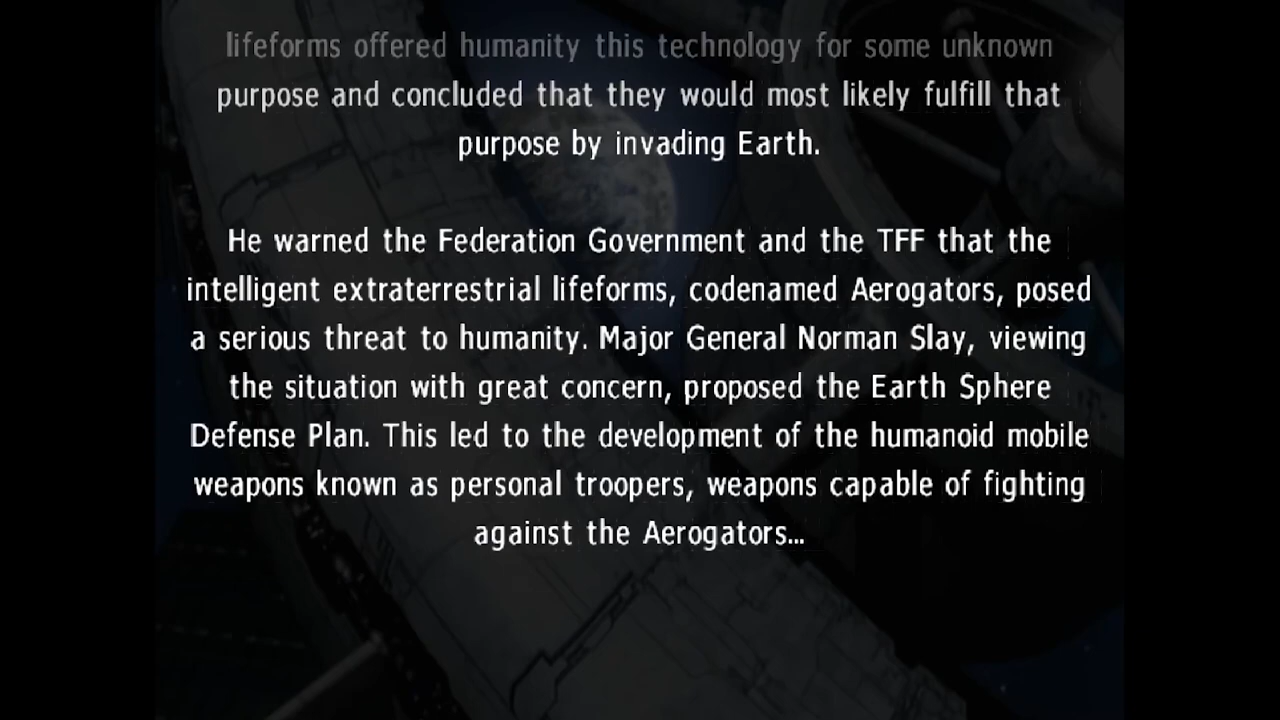 lifeforms offered humanity this technology for some unknown
purpose and concluded that they would most likely fulfill that
purpose by invading Earth.
He warned the Federation Government and the TFF that the
intelligent extraterrestrial lifeforms, codenamed Aerogators, posed
a serious threat to humanity. Major General Norman Slay, viewing
the situation with great concern, proposed the Earth Sphere
Defense Plan. This led to the development of the humanoid mobile
weapons known as personal troopers, weapons capable of fighting
against the Aerogators...